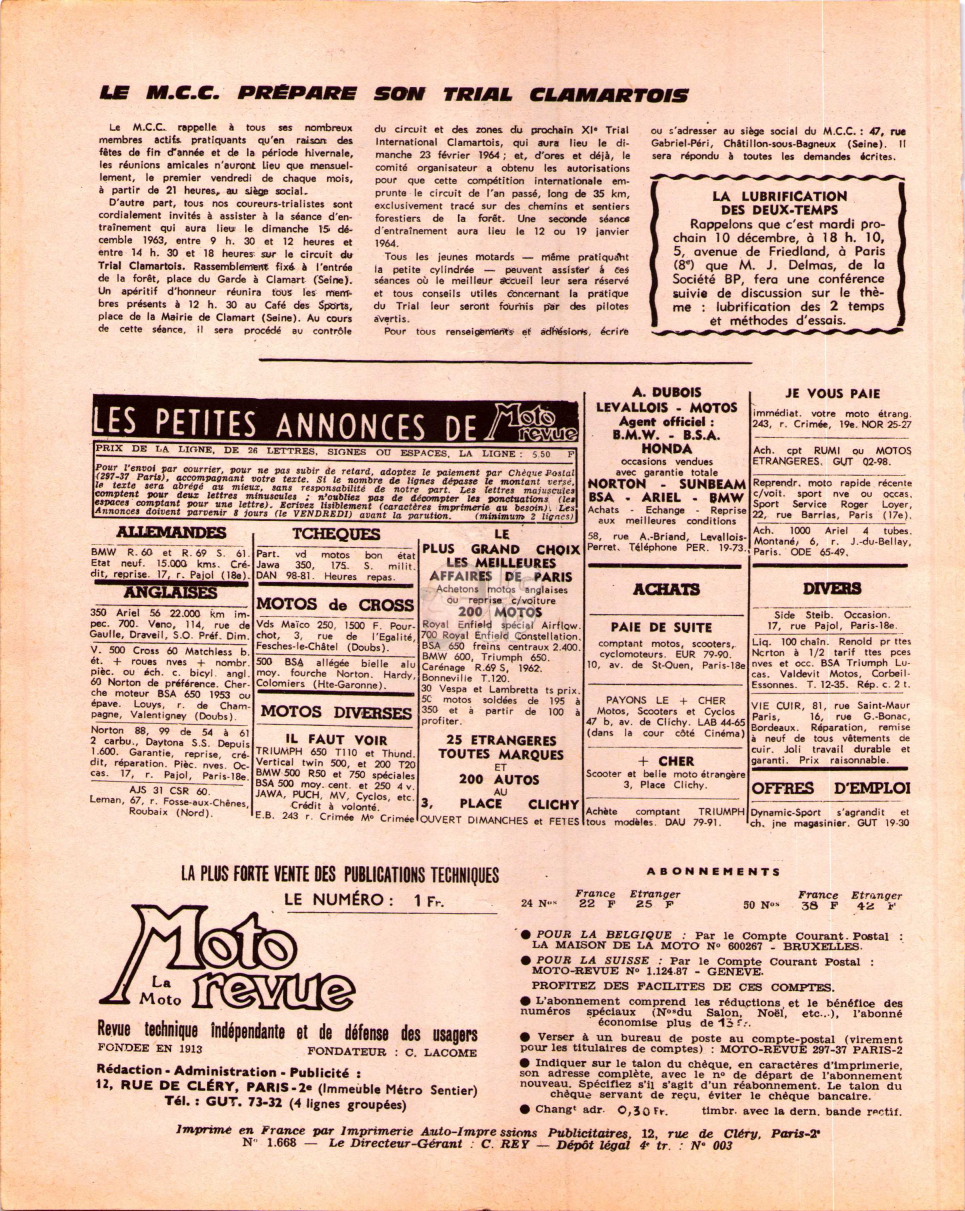 LE M.C.C. PRÉPARE SON TRIAL CLAMARTOIS
Le M.C.C. rappelle à tous ses nombreux
membres actifs pratiquants qu'en raison des
fêtes de fin d'année et de la période hivernale,
les réunions amicales n'auront lieu que mensuel-
lement, le premier vendredi de chaque mois,
à partir de 21 heures, au siège social.
D'autre part, tous nos coureurs-trialistes sont
cordialement invités à assister à la séance d'en-
traînement qui aura lieu le dimanche 15 dé-
cembre 1963, entre 9 h. 30 et 12 heures et
entre 14 h. 30 et 18 heures sur le circuit du
Trial Clamartois. Rassemblement fixé à l'entrée
de la forêt, place du Garde à Clamart (Seine).
Un apéritif d'honneur réunira tous les mem-
bres présents à 12 h. 30 au Café des Sports,
place de la Mairie de Clamart (Seine). Au cours
de cette séance, il sera procédé au contrôle
du circuit et des zones du prochain XIe Trial
International Clamartois, qui aura lieu le di-
manche 23 février 1964 ; et, d'ores et déjà, le
comité organisateur a obtenu les autorisations
pour que cette compétition internationale em-
prunte le circuit de l'an passé, long de 35 km,
exclusivement tracé sur des chemins et sentiers
forestiers de la forêt. Une seconde séance
d'entraînement aura lieu le 12 ou 19 janvier
1964.
Tous les jeunes motards — même pratiquant
la petite cylindrée — peuvent assister à ces
séances où le meilleur accueil leur sera réservé
et tous conseils utiles concernant la pratique
du Trial leur seront fournis par des pilotes
avertis.
Pour tous renseignements et adhésions, écrire
ou s'adresser au siège social du M.C.C. : 47, rue
Gabriel-Péri, Châtillon-sous-Bagneux (Seine). Il
sera répondu à toutes les demandes écrites.
LA LUBRIFICATION
DES DEUX-TEMPS
Rappelons que c'est mardi pro-
chain 10 décembre, à 18 h. 10,
5, avenue de Friedland, à Paris
(8e) que M. J. Delmas, de la
Société BP, fera une conférence
suivie de discussion sur le thè-
me : lubrification des 2 temps
et méthodes d'essais.
LES PETITES ANNONCES DE Moto revue
PRIX DE LA LIGNE, DE 26 LETTRES, SIGNES OU ESPACES, LA LIGNE : 5,50 F
Pour l'envoi par courrier, pour ne pas subir de retard, adoptez le paiement par Chèque Postal
(297-37 Paris), accompagnant votre texte. Si le nombre de lignes dépasse le montant versé,
le texte sera abrégé au mieux, sans responsabilité de notre part. Les lettres majuscules
comptent pour deux lettres minuscules ; n'oubliez pas de décompter les ponctuations (les
espaces comptant pour une lettre). Ecrivez lisiblement (caractères imprimerie au besoin). Les
Annonces doivent parvenir 8 jours (le VENDREDI) avant la parution. (minimum 2 lignes)
ALLEMANDES
BMW R. 60 et R. 69 S. 61.
Etat neuf. 15.000 kms. Cré-
dit, reprise. 17, r. Pajol (18e).
ANGLAISES
350 Ariel 56 22.000 km im-
pec. 700. Veno, 114, rue de
Gaulle, Draveil, S.O. Préf. Dim.
V. 500 Cross 60 Matchless b.
ét. + roues nves + nombr.
pièc. ou éch. c. bicyl. angl.
60 Norton de préférence. Cher-
che moteur BSA 650 1953 ou
épave. Louys, r. de Cham-
pagne, Valentigney (Doubs).
Norton 88, 99 de 54 à 61
2 carbu., Daytona S.S. Depuis
1.600. Garantie, reprise, cré-
dit, réparation. Pièc. nves. Oc-
cas. 17, r. Pajol, Paris-18e.
AJS 31 CSR 60.
Leman, 67, r. Fosse-aux-Chênes,
Roubaix (Nord).
TCHEQUES
Part. vd motos bon état
Jawa 350, 175. S. milit.
DAN 98-81. Heures repas.
MOTOS de CROSS
Vds Maïco 250, 1500 F. Pour-
chot, 3, rue de l'Egalité,
Fesches-le-Châtel (Doubs).
500 BSA allégée bielle alu
moy. fourche Norton. Hardy,
Colomiers (Hte-Garonne).
MOTOS DIVERSES
IL FAUT VOIR
TRIUMPH 650 T110 et Thund.
Vertical twin 500, et 200 T20
BMW 500 R50 et 750 spéciales
BSA 500 moy. cent. et 250 4 v.
JAWA, PUCH, MV, Cyclos, etc.
Crédit à volonté.
E.B. 243 r. Crimée Mo Crimée
LE
PLUS GRAND CHOIX
LES MEILLEURES
AFFAIRES DE PARIS
Achetons motos anglaises
ou reprise c/voiture
200 MOTOS
Royal Enfield spécial Airflow.
700 Royal Enfield Constellation.
BSA 650 freins centraux 2.400.
BMW 600, Triumph 650.
Carénage R.69 S, 1962.
Bonneville T.120.
30 Vespa et Lambretta ts prix.
50 motos soldées de 195 à
350 et à partir de 100 à
profiter.
25 ETRANGERES
TOUTES MARQUES
ET
200 AUTOS
AU
3, PLACE CLICHY
OUVERT DIMANCHES et FETES
A. DUBOIS
LEVALLOIS - MOTOS
Agent officiel :
B.M.W. - B.S.A.
HONDA
occasions vendues
avec garantie totale
NORTON - SUNBEAM
BSA - ARIEL - BMW
Achats - Echange - Reprise
aux meilleures conditions
58, rue A.-Briand, Levallois-
Perret. Téléphone PER. 19-73.
ACHATS
PAIE DE SUITE
comptant motos, scooters,
cyclomoteurs. EUR 79-90.
10, av. de St-Ouen, Paris-18e
PAYONS LE + CHER
Motos, Scooters et Cyclos
47 b, av. de Clichy. LAB 44-65
(dans la cour côté Cinéma)
+ CHER
Scooter et belle moto étrangère
3, Place Clichy.
Achète comptant TRIUMPH
tous modèles. DAU 79-91.
JE VOUS PAIE
immédiat. votre moto étrang.
243, r. Crimée, 19e. NOR 25-27
Ach. cpt RUMI ou MOTOS
ETRANGERES. GUT 02-98.
Reprendr. moto rapide récente
c/voit. sport nve ou occas.
Sport Service Roger Loyer,
22, rue Barrias, Paris (17e).
Ach. 1000 Ariel 4 tubes.
Montané, 6, r. J.-du-Bellay,
Paris. ODE 65-49.
DIVERS
Side Steib. Occasion.
17, rue Pajol, Paris-18e.
Liq. 100 chaîn. Renold pr ttes
Norton à 1/2 tarif ttes pces
nves et occ. BSA Triumph Lu-
cas. Valdevit Motos, Corbeil-
Essonnes. T. 12-35. Rép. c. 2 t.
VIE CUIR, 81, rue Saint-Maur
Paris, 16, rue G.-Bonac,
Bordeaux. Réparation, remise
à neuf de tous vêtements de
cuir. Joli travail durable et
garanti. Prix raisonnable.
OFFRES D'EMPLOI
Dynamic-Sport s'agrandit et
ch. jne magasinier. GUT 19-30
LA PLUS FORTE VENTE DES PUBLICATIONS TECHNIQUES
LE NUMÉRO : 1 Fr.
La Moto
Moto revue
Revue technique indépendante et de défense des usagers
FONDEE EN 1913 FONDATEUR : C. LACOME
Rédaction - Administration - Publicité :
12, RUE DE CLÉRY, PARIS-2e (Immeuble Métro Sentier)
Tél. : GUT. 73-32 (4 lignes groupées)
ABONNEMENTS
France Etranger France Etranger
24 Nos 22 F 25 F 50 Nos 38 F 42 F
● POUR LA BELGIQUE : Par le Compte Courant Postal :
LA MAISON DE LA MOTO No 600267 - BRUXELLES.
● POUR LA SUISSE : Par le Compte Courant Postal :
MOTO-REVUE No 1.124.87 - GENEVE.
PROFITEZ DES FACILITES DE CES COMPTES.
● L'abonnement comprend les réductions et le bénéfice des
numéros spéciaux (Nos du Salon, Noël, etc...), l'abonné
économise plus de 13 fr.
● Verser à un bureau de poste au compte-postal (virement
pour les titulaires de comptes) : MOTO-REVUE 297-37 PARIS-2
● Indiquer sur le talon du chèque, en caractères d'imprimerie,
son adresse complète, avec le no de départ de l'abonnement
nouveau. Spécifiez s'il s'agit d'un réabonnement. Le talon du
chèque servant de reçu, éviter le chèque bancaire.
● Changt adr. 0,30 Fr. timbr. avec la dern. bande rectif.
Imprimé en France par Imprimerie Auto-Impressions Publicitaires, 12, rue de Cléry, Paris-2e
No 1.668 — Le Directeur-Gérant : C. REY — Dépôt légal 4e tr. : No 003